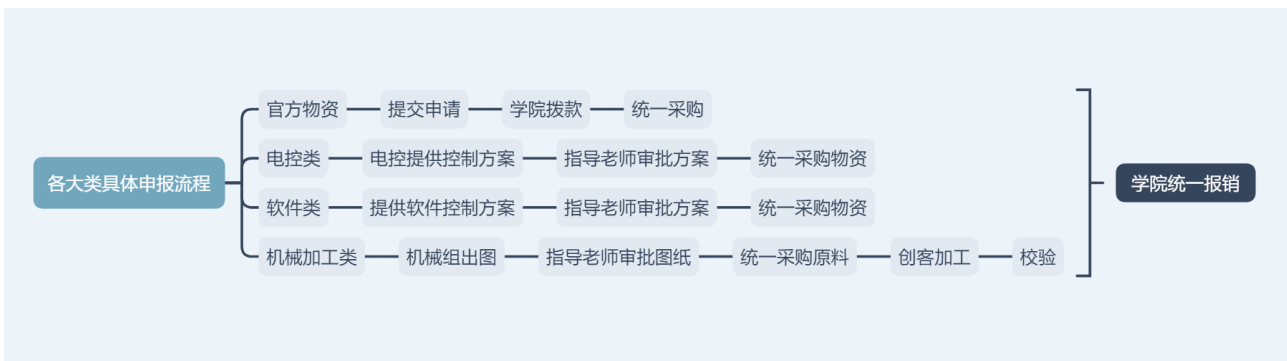 各大类具体申报流程
官方物资 提交申请 学院拨款 统一采购
电控类 电控提供控制方案 指导老师审批方案 统一采购物资
软件类 提供软件控制方案 指导老师审批方案 统一采购物资
机械加工类 机械组出图 指导老师审批图纸 统一采购原料 创客加工 校验
学院统一报销